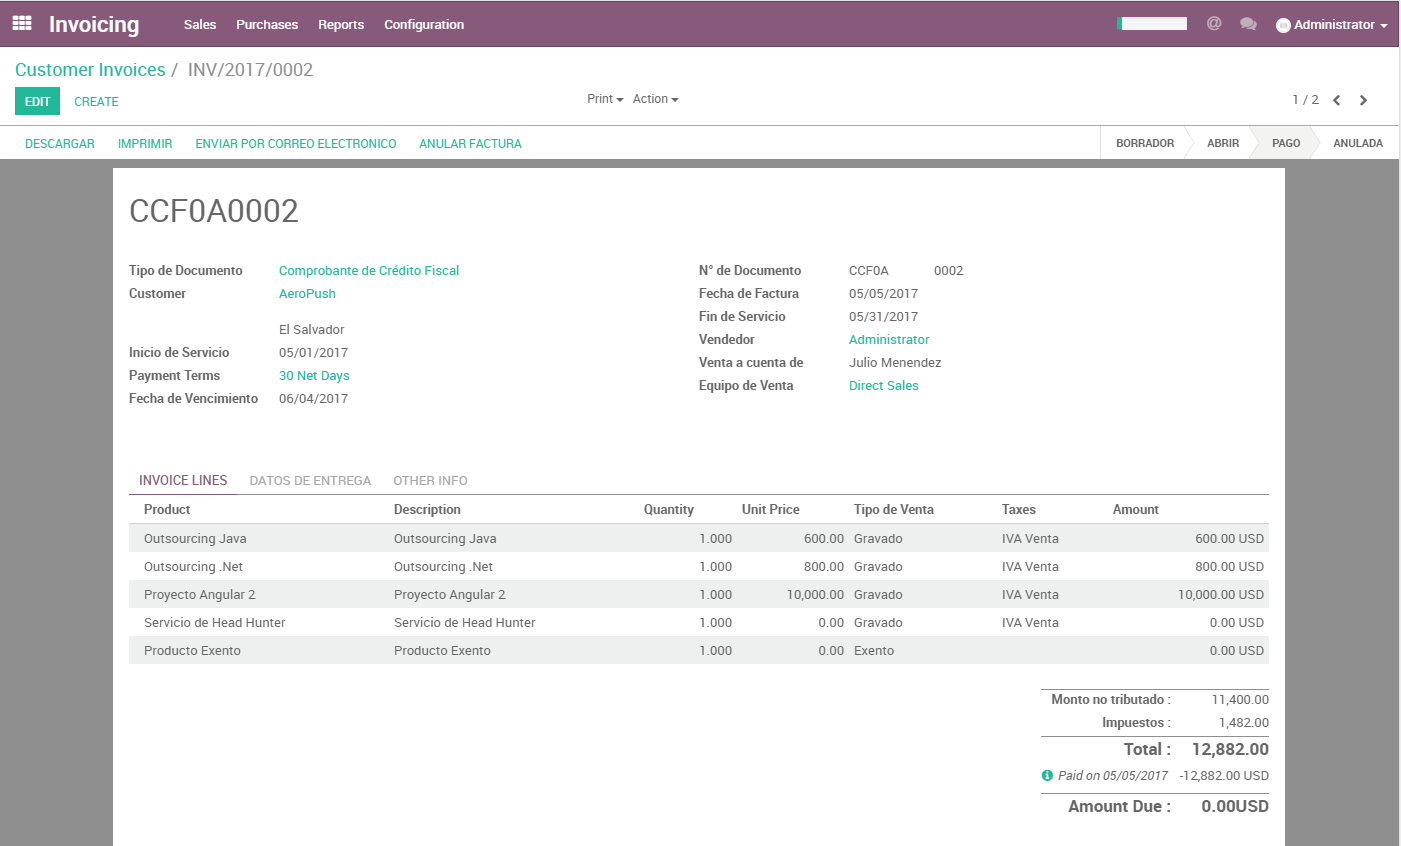 Invoicing Sales Purchases Reports Configuration @ Administrator
Customer Invoices / INV/2017/0002
EDIT CREATE Print Action 1 / 2
DESCARGAR IMPRIMIR ENVIAR POR CORREO ELECTRONICO ANULAR FACTURA BORRADOR ABRIR PAGO ANULADA
CCF0A0002
Tipo de Documento Comprobante de Crédito Fiscal N° de Documento CCF0A 0002
Customer AeroPush Fecha de Factura 05/05/2017
Fin de Servicio 05/31/2017
El Salvador
Vendedor Administrator
Inicio de Servicio 05/01/2017 Venta a cuenta de Julio Menendez
Payment Terms 30 Net Days Equipo de Venta Direct Sales
Fecha de Vencimiento 06/04/2017
INVOICE LINES DATOS DE ENTREGA OTHER INFO
Product Description Quantity Unit Price Tipo de Venta Taxes Amount
Outsourcing Java Outsourcing Java 1.000 600.00 Gravado IVA Venta 600.00 USD
Outsourcing .Net Outsourcing .Net 1.000 800.00 Gravado IVA Venta 800.00 USD
Proyecto Angular 2 Proyecto Angular 2 1.000 10,000.00 Gravado IVA Venta 10,000.00 USD
Servicio de Head Hunter Servicio de Head Hunter 1.000 0.00 Gravado IVA Venta 0.00 USD
Producto Exento Producto Exento 1.000 0.00 Exento 0.00 USD
Monto no tributado : 11,400.00
Impuestos : 1,482.00
Total : 12,882.00
Paid on 05/05/2017 -12,882.00 USD
Amount Due : 0.00USD